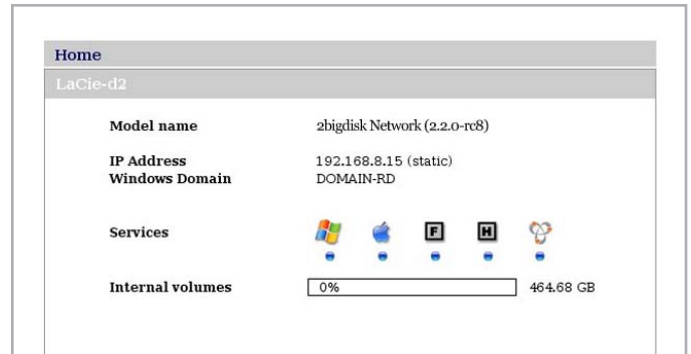 Home
LaCie-d2
Model name 2bigdisk Network (2.2.0-rc8)
IP Address 192.168.8.15 (static)
Windows Domain DOMAIN-RD
Services
F H
Internal volumes 0% 464.68 GB